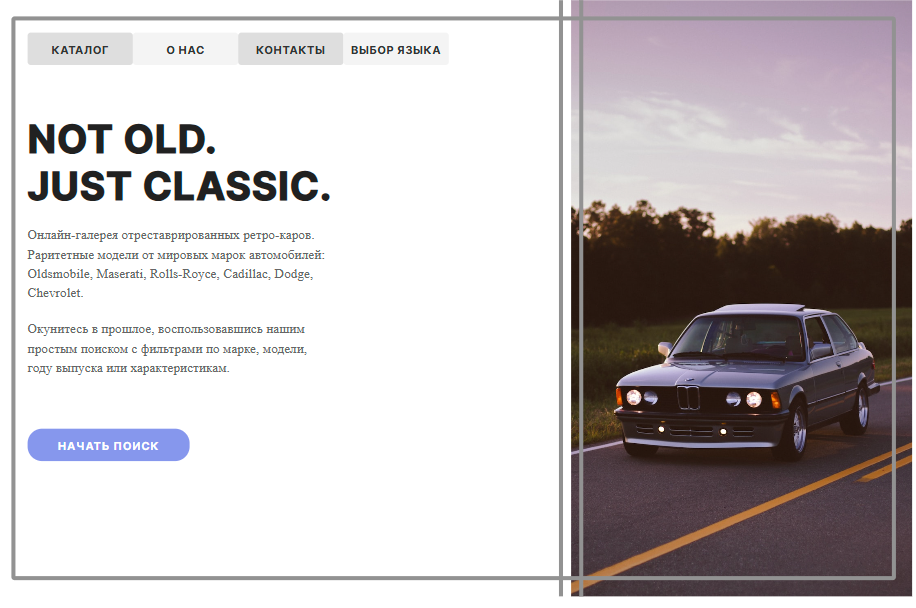 КАТАЛОГ О НАС КОНТАКТЫ ВЫБОР ЯЗЫКА
NOT OLD.
JUST CLASSIC.
Онлайн-галерея отреставрированных ретро-каров.
Раритетные модели от мировых марок автомобилей:
Oldsmobile, Maserati, Rolls-Royce, Cadillac, Dodge,
Chevrolet.
Окунитесь в прошлое, воспользовавшись нашим
простым поиском с фильтрами по марке, модели,
году выпуска или характеристикам.
НАЧАТЬ ПОИСК